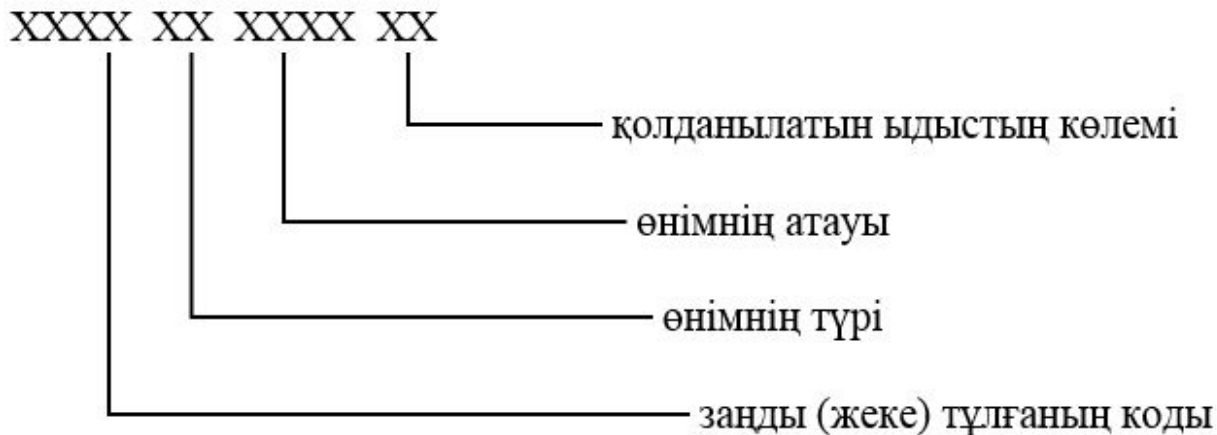 XXXX XX XXXX XX
қолданылатын ыдыстың көлемі
өнімнің атауы
өнімнің түрі
заңды (жеке) тұлғаның коды